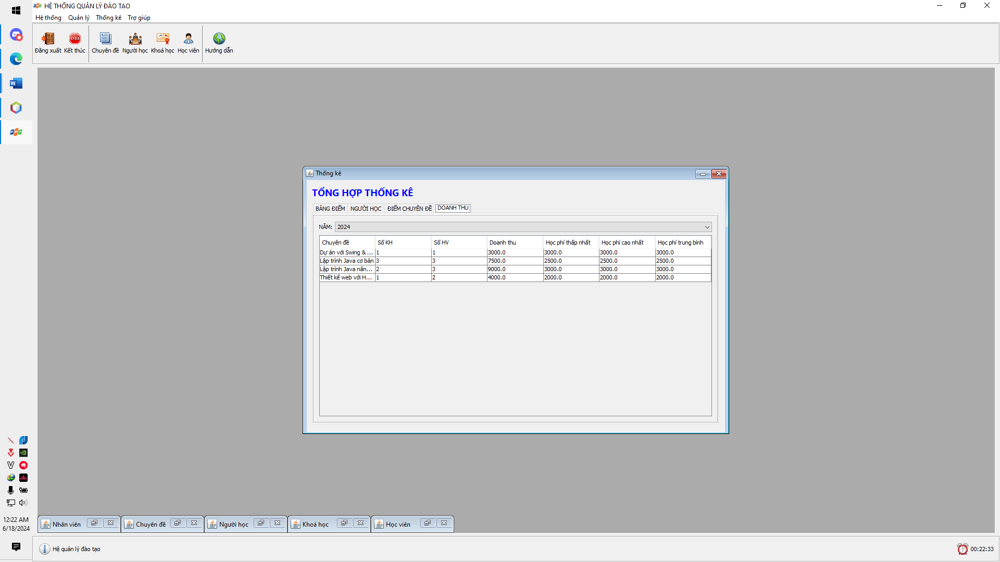 HỆ THỐNG QUẢN LÝ ĐÀO TẠO
Hệ thống Quản lý Thống kê Trợ giúp
Đăng xuất Kết thúc Chuyên đề Người học Khoá học Học viên Hướng dẫn
Thống kê
TỔNG HỢP THỐNG KÊ
BẢNG ĐIỂM NGƯỜI HỌC ĐIỂM CHUYÊN ĐỀ DOANH THU
NĂM: 2024
Chuyên đề Số KH Số HV Doanh thu Học phí thấp nhất Học phí cao nhất Học phí trung bình
Dự án với Swing & ... 1 1 3000.0 3000.0 3000.0 3000.0
Lập trình Java cơ bản 3 3 7500.0 2500.0 2500.0 2500.0
Lập trình Java nân... 2 3 9000.0 3000.0 3000.0 3000.0
Thiết kế web với H... 1 2 4000.0 2000.0 2000.0 2000.0
12:22 AM
6/18/2024
Nhân viên Chuyên đề Người học Khoá học Học viên
Hệ quản lý đào tạo
00:22:33
STOP
FPT
W